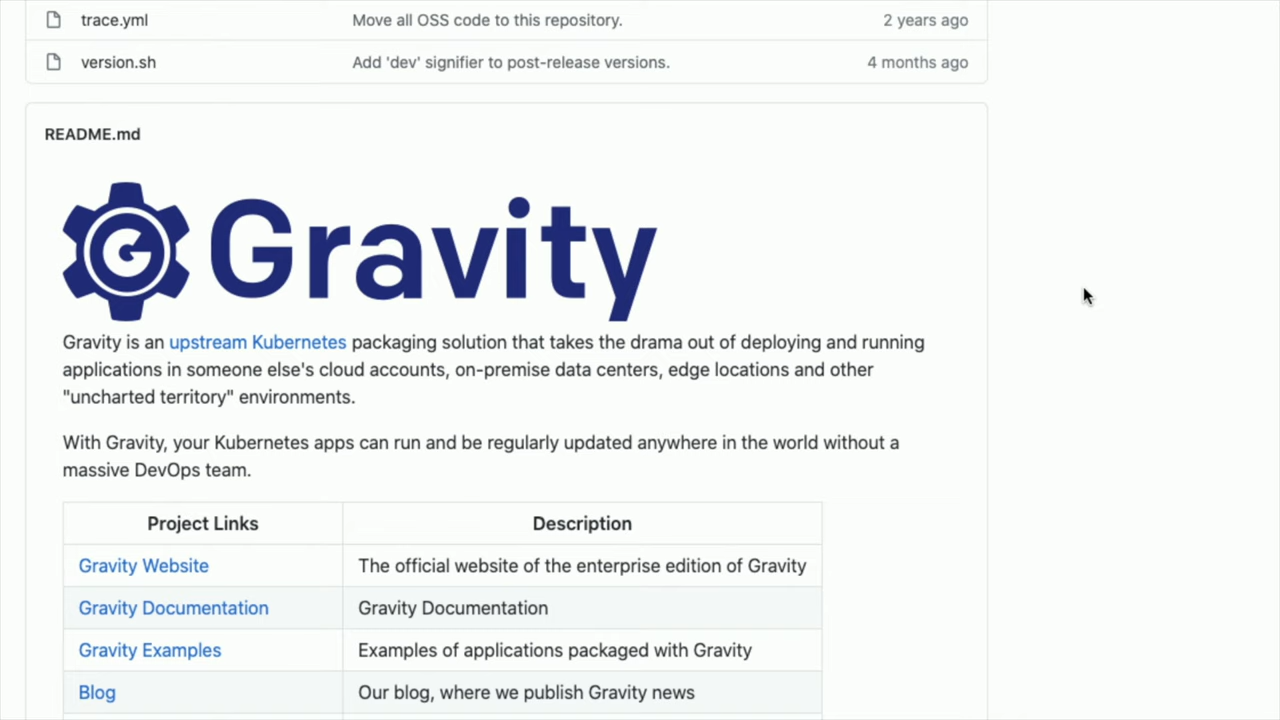 trace.yml Move all OSS code to this repository. 2 years ago
version.sh Add 'dev' signifier to post-release versions. 4 months ago
README.md
Gravity
Gravity is an upstream Kubernetes packaging solution that takes the drama out of deploying and running
applications in someone else's cloud accounts, on-premise data centers, edge locations and other
"uncharted territory" environments.
With Gravity, your Kubernetes apps can run and be regularly updated anywhere in the world without a
massive DevOps team.
Project Links Description
Gravity Website The official website of the enterprise edition of Gravity
Gravity Documentation Gravity Documentation
Gravity Examples Examples of applications packaged with Gravity
Blog Our blog, where we publish Gravity news